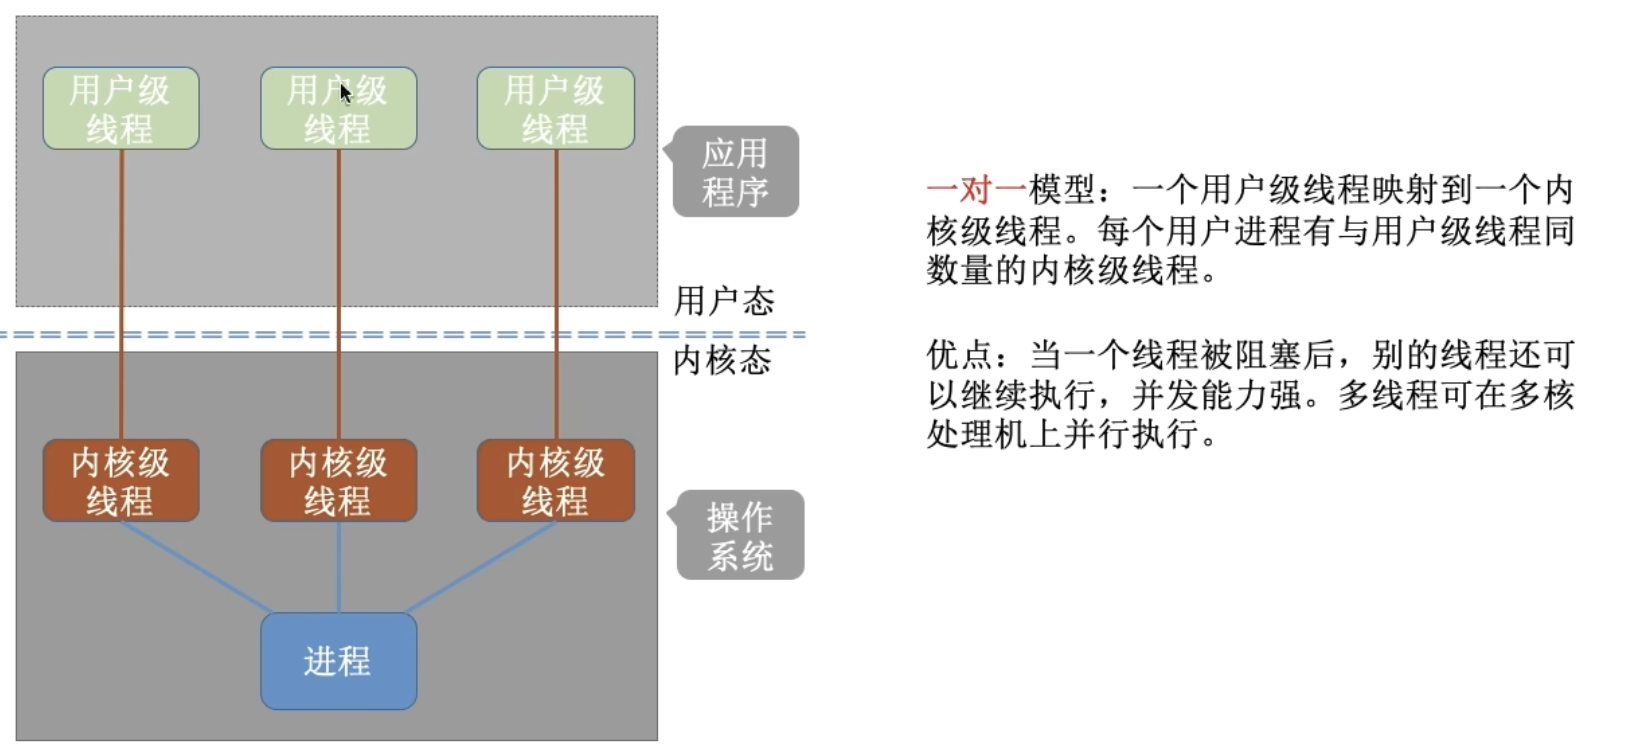 用户级
线程
用户级
线程
用户级
线程
应用
程序
用户态
内核态
内核级
线程
内核级
线程
内核级
线程
操作
系统
进程
一对一模型：一个用户级线程映射到一个内
核级线程。每个用户进程有与用户级线程同
数量的内核级线程。
优点：当一个线程被阻塞后，别的线程还可
以继续执行，并发能力强。多线程可在多核
处理机上并行执行。